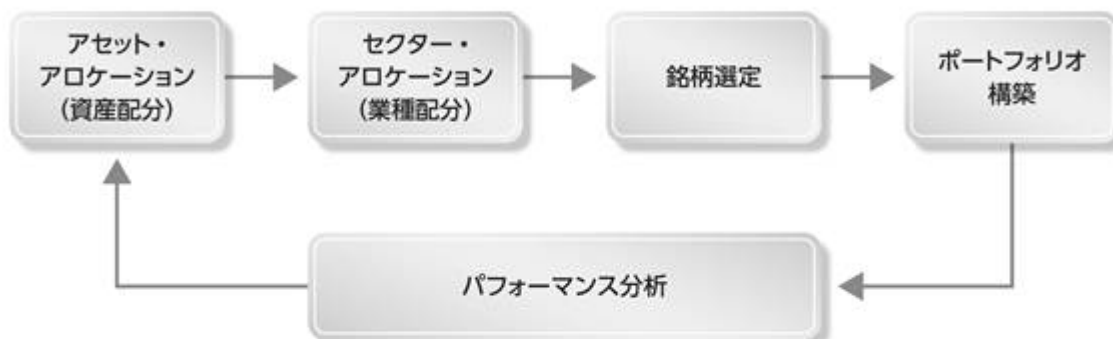 アセット・
アロケーション
（資産配分）
セクター・
アロケーション
（業種配分）
銘柄選定
ポートフォリオ
構築
パフォーマンス分析